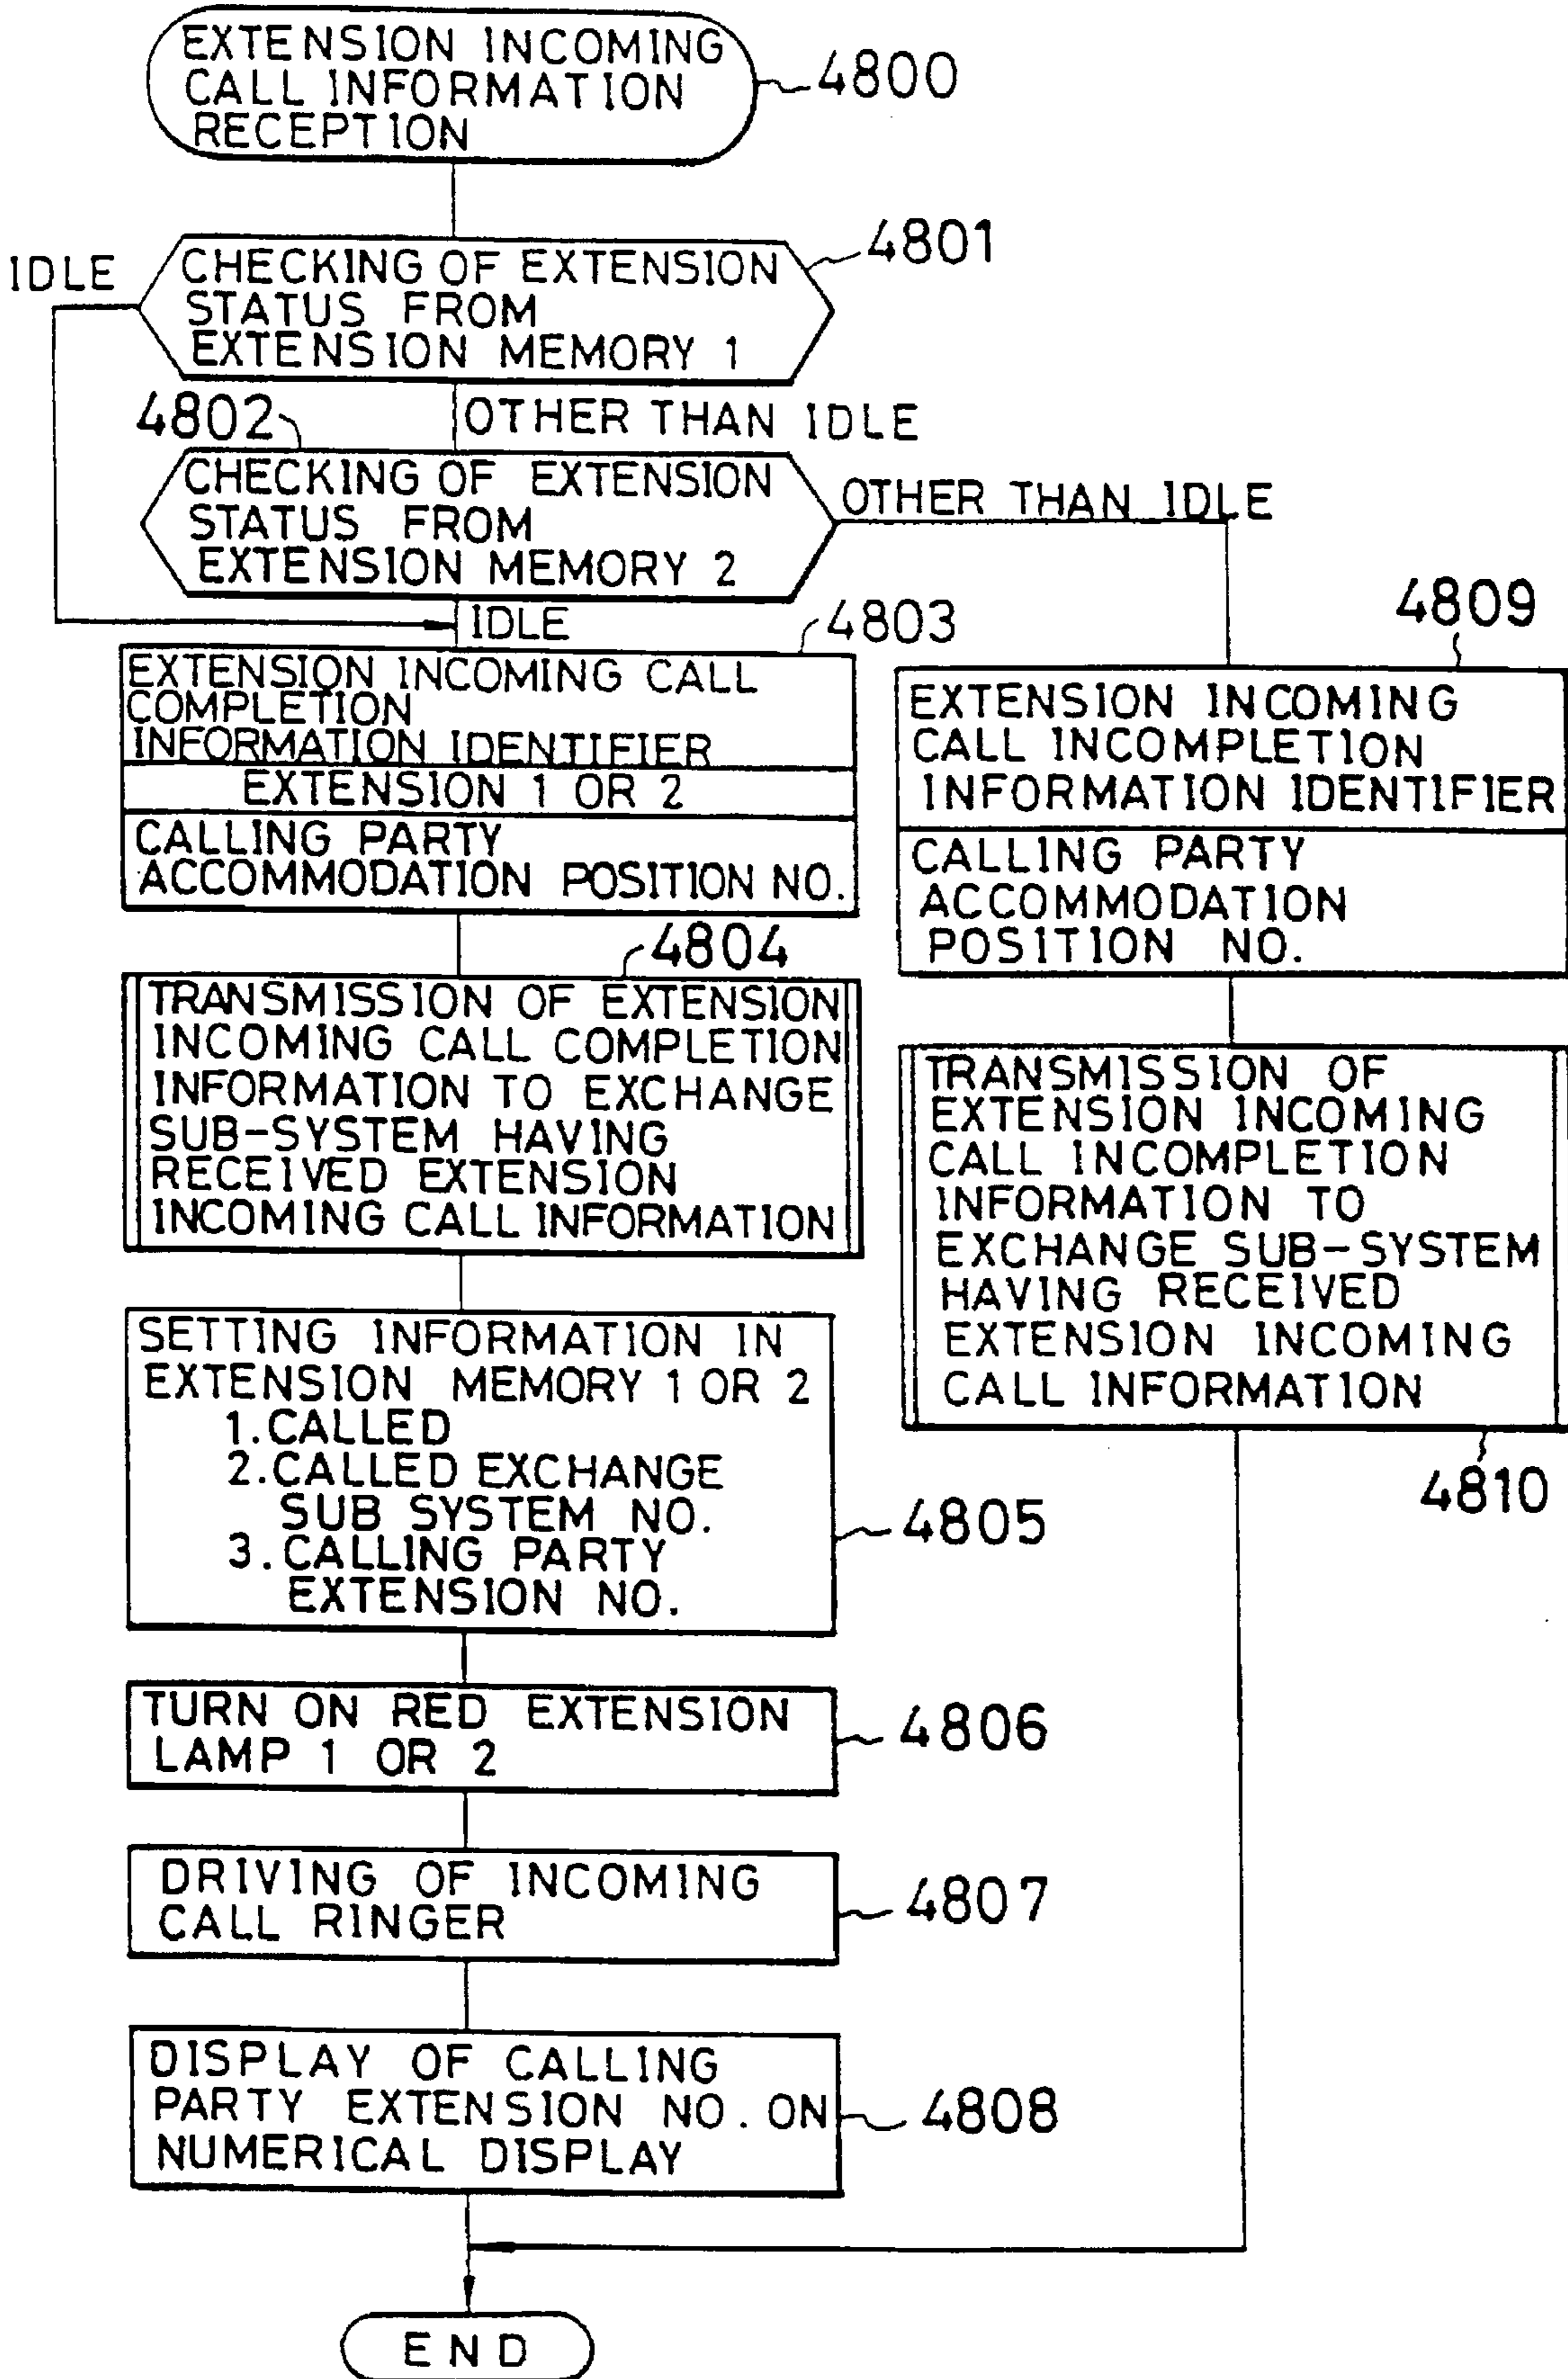 EXTENSION INCOMING
CALL INFORMATION
RECEPTION
4800
4801
IDLE
CHECKING OF EXTENSION
STATUS FROM
EXTENSION MEMORY 1
OTHER THAN IDLE
4802
CHECKING OF EXTENSION
STATUS FROM
EXTENSION MEMORY 2
OTHER THAN IDLE
IDLE
4803
EXTENSION INCOMING CALL
COMPLETION
INFORMATION IDENTIFIER
EXTENSION 1 OR 2
CALLING PARTY
ACCOMMODATION POSITION NO.
4804
TRANSMISSION OF EXTENSION
INCOMING CALL COMPLETION
INFORMATION TO EXCHANGE
SUB-SYSTEM HAVING
RECEIVED EXTENSION
INCOMING CALL INFORMATION
SETTING INFORMATION IN
EXTENSION MEMORY 1 OR 2
1.CALLED
2.CALLED EXCHANGE
SUB SYSTEM NO.
3.CALLING PARTY
EXTENSION NO.
4805
TURN ON RED EXTENSION
LAMP 1 OR 2
4806
DRIVING OF INCOMING
CALL RINGER
4807
DISPLAY OF CALLING
PARTY EXTENSION NO. ON
NUMERICAL DISPLAY
4808
4809
EXTENSION INCOMING
CALL INCOMPLETION
INFORMATION IDENTIFIER
CALLING PARTY
ACCOMMODATION
POSITION NO.
TRANSMISSION OF
EXTENSION INCOMING
CALL INCOMPLETION
INFORMATION TO
EXCHANGE SUB-SYSTEM
HAVING RECEIVED
EXTENSION INCOMING
CALL INFORMATION
4810
END